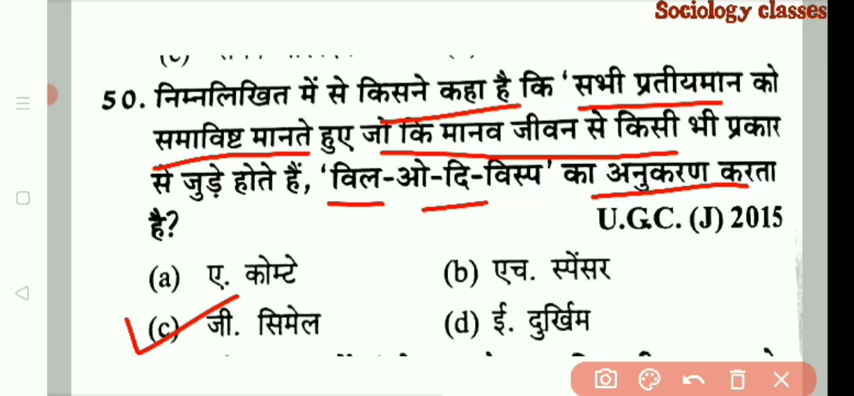 Sociology classes
50. निम्नलिखित में से किसने कहा है कि ‘सभी प्रतीयमान को
समाविष्ट मानते हुए जो कि मानव जीवन से किसी भी प्रकार
से जुड़े होते हैं, ‘विल-ओ-दि-विस्प’ का अनुकरण करता
है? U.G.C. (J) 2015
(a) ए. कोम्टे (b) एच. स्पेंसर
(c) जी. सिमेल (d) ई. दुर्खिम